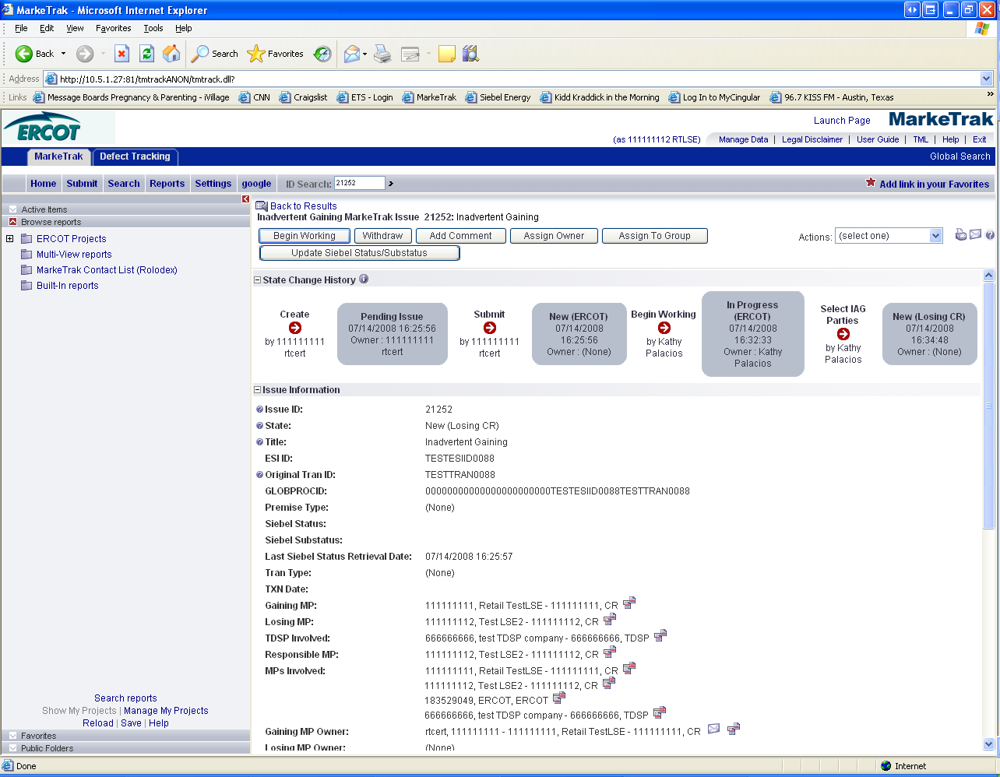 MarkeTrak - Microsoft Internet Explorer
File Edit View Favorites Tools Help
Back Search Favorites
Address http://10.5.1.27:81/tmtrackANON/tmtrack.dll?
Links Message Boards Pregnancy & Parenting - iVillage CNN Craigslist ETS - Login MarkeTrak Siebel Energy Kidd Kraddick in the Morning Log In to MyCingular 96.7 KISS FM - Austin, Texas »
ERCOT Launch Page MarkeTrak
(as 111111112 RTLSE) Manage Data | Legal Disclaimer | User Guide | TML | Help | Exit
MarkeTrak Defect Tracking Global Search
Home Submit Search Reports Settings google ID Search: 21252 Add link in your Favorites
Active Items
Browse reports
ERCOT Projects
Multi-View reports
MarkeTrak Contact List (Rolodex)
Built-In reports
Search reports
Show My Projects | Manage My Projects
Reload | Save | Help
Favorites
Public Folders
Back to Results
Inadvertent Gaining MarkeTrak Issue 21252: Inadvertent Gaining
Begin Working Withdraw Add Comment Assign Owner Assign To Group
Update Siebel Status/Substatus
Actions: (select one)
State Change History
Create
by 111111111
rtcert
Pending Issue
07/14/2008 16:25:56
Owner : 111111111
rtcert
Submit
by 111111111
rtcert
New (ERCOT)
07/14/2008
16:25:56
Owner : (None)
Begin Working
by Kathy
Palacios
In Progress
(ERCOT)
07/14/2008
16:32:33
Owner : Kathy
Palacios
Select IAG
Parties
by Kathy
Palacios
New (Losing CR)
07/14/2008
16:34:48
Owner : (None)
Issue Information
Issue ID: 21252
State: New (Losing CR)
Title: Inadvertent Gaining
ESI ID: TESTESIID0088
Original Tran ID: TESTTRAN0088
GLOBPROCID: 00000000000000000000000TESTESIID0088TESTTRAN0088
Premise Type: (None)
Siebel Status:
Siebel Substatus:
Last Siebel Status Retrieval Date: 07/14/2008 16:25:57
Tran Type: (None)
TXN Date:
Gaining MP: 111111111, Retail TestLSE - 111111111, CR
Losing MP: 111111112, Test LSE2 - 111111112, CR
TDSP Involved: 666666666, test TDSP company - 666666666, TDSP
Responsible MP: 111111112, Test LSE2 - 111111112, CR
MPs Involved: 111111111, Retail TestLSE - 111111111, CR
111111112, Test LSE2 - 111111112, CR
183529049, ERCOT, ERCOT
666666666, test TDSP company - 666666666, TDSP
Gaining MP Owner: rtcert, 111111111 - 111111111, Retail TestLSE - 111111111, CR
Losing MP Owner: (None)
Done Internet